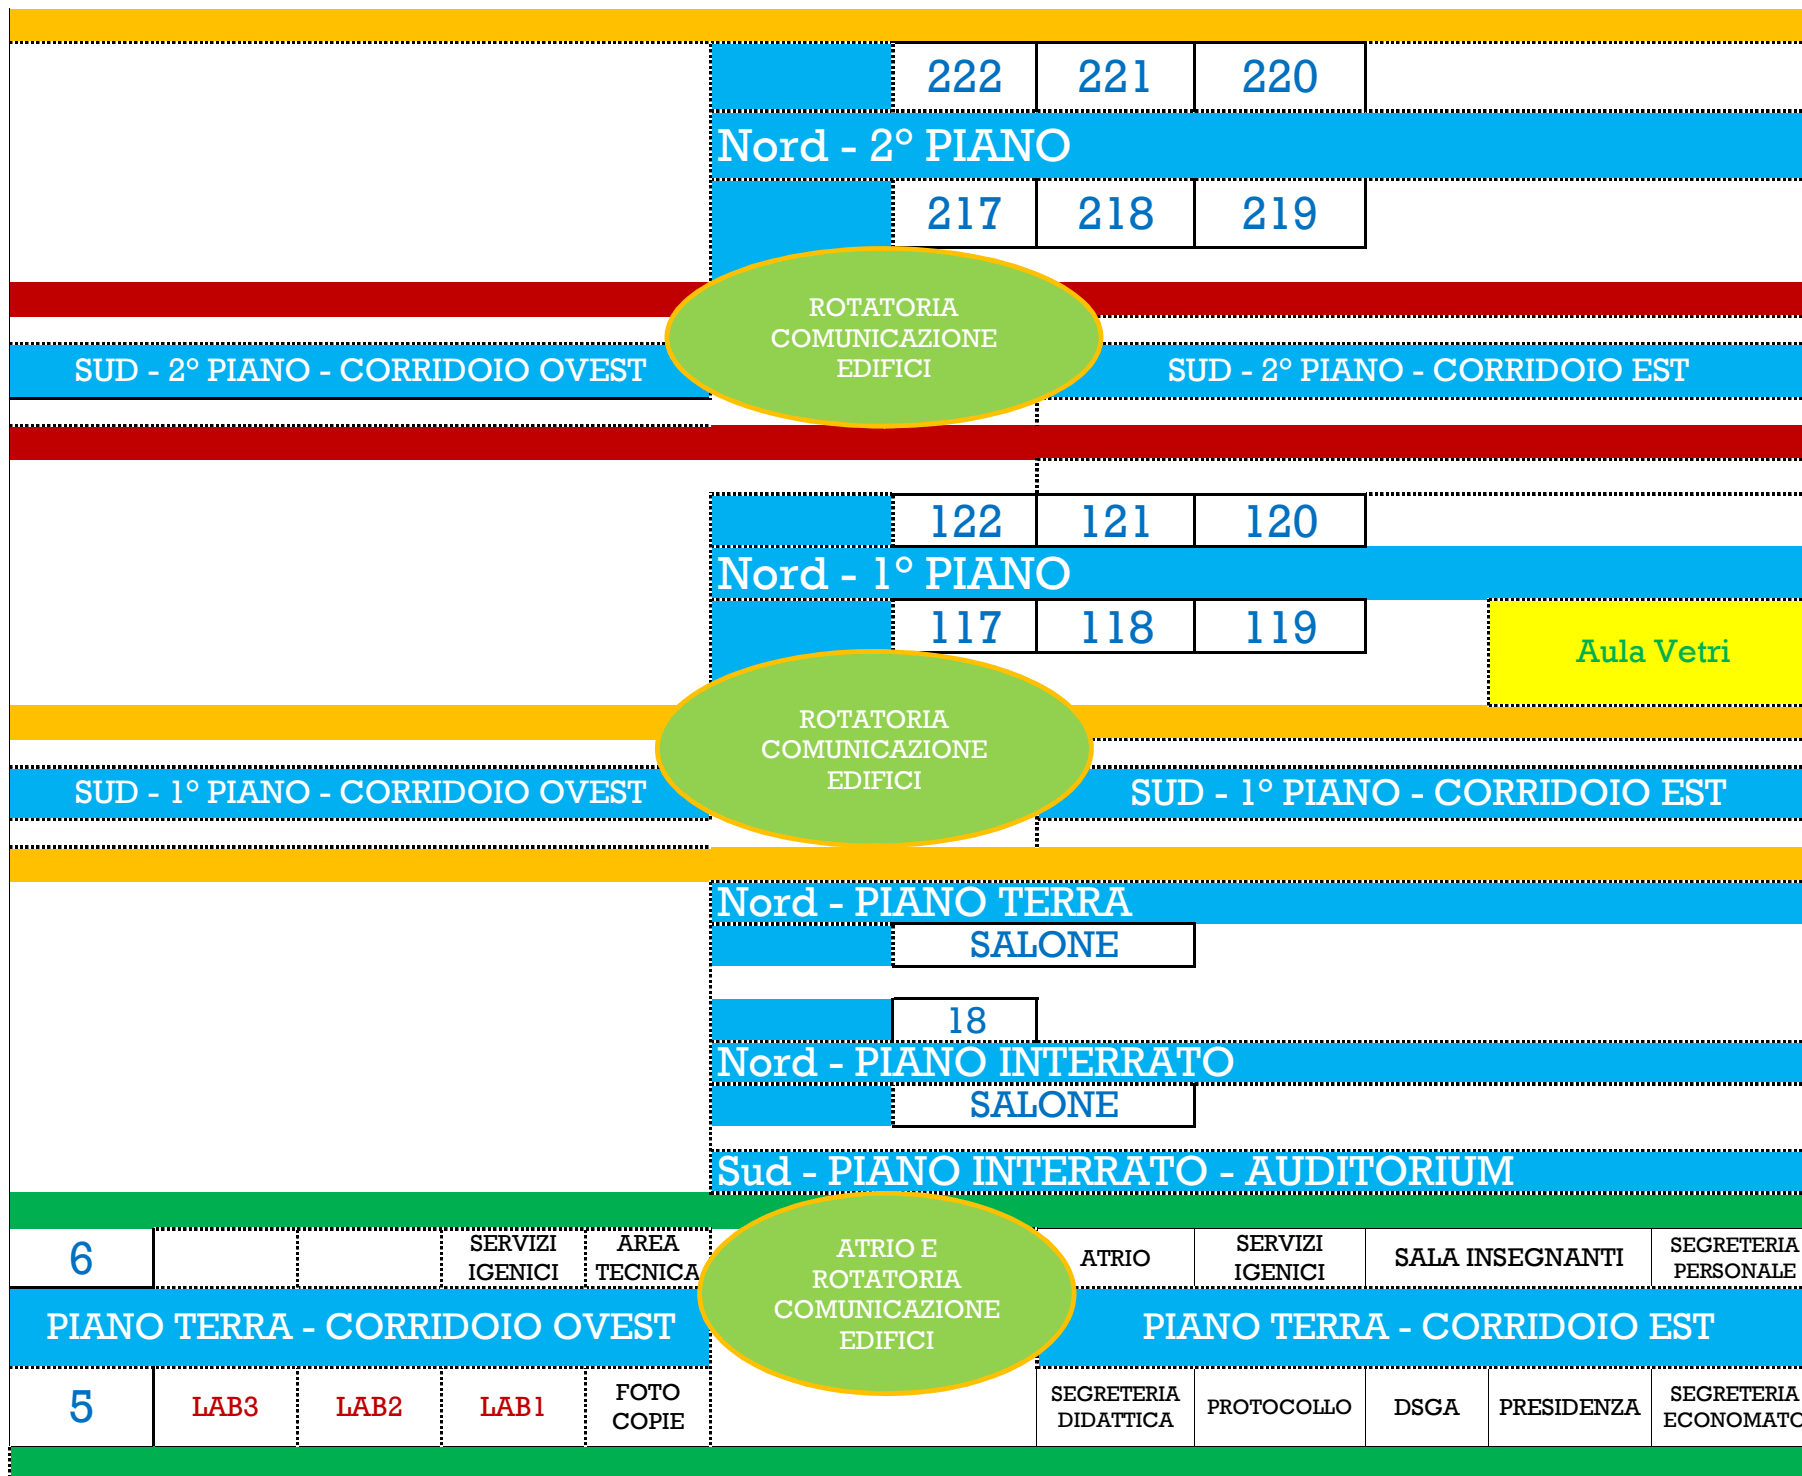 222 221 220
Nord - 2° PIANO
217 218 219
ROTATORIA
COMUNICAZIONE
EDIFICI
SUD - 2° PIANO - CORRIDOIO OVEST
SUD - 2° PIANO - CORRIDOIO EST
122 121 120
Nord - 1° PIANO
117 118 119
Aula Vetri
ROTATORIA
COMUNICAZIONE
EDIFICI
SUD - 1° PIANO - CORRIDOIO OVEST
SUD - 1° PIANO - CORRIDOIO EST
Nord - PIANO TERRA
SALONE
18
Nord - PIANO INTERRATO
SALONE
Sud - PIANO INTERRATO - AUDITORIUM
6
SERVIZI
IGENICI
AREA
TECNICA
ATRIO E
ROTATORIA
COMUNICAZIONE
EDIFICI
ATRIO
SERVIZI
IGENICI
SALA INSEGNANTI
SEGRETERIA
PERSONALE
PIANO TERRA - CORRIDOIO OVEST
PIANO TERRA - CORRIDOIO EST
5
LAB3
LAB2
LAB1
FOTO
COPIE
SEGRETERIA
DIDATTICA
PROTOCOLLO
DSGA
PRESIDENZA
SEGRETERIA
ECONOMATO